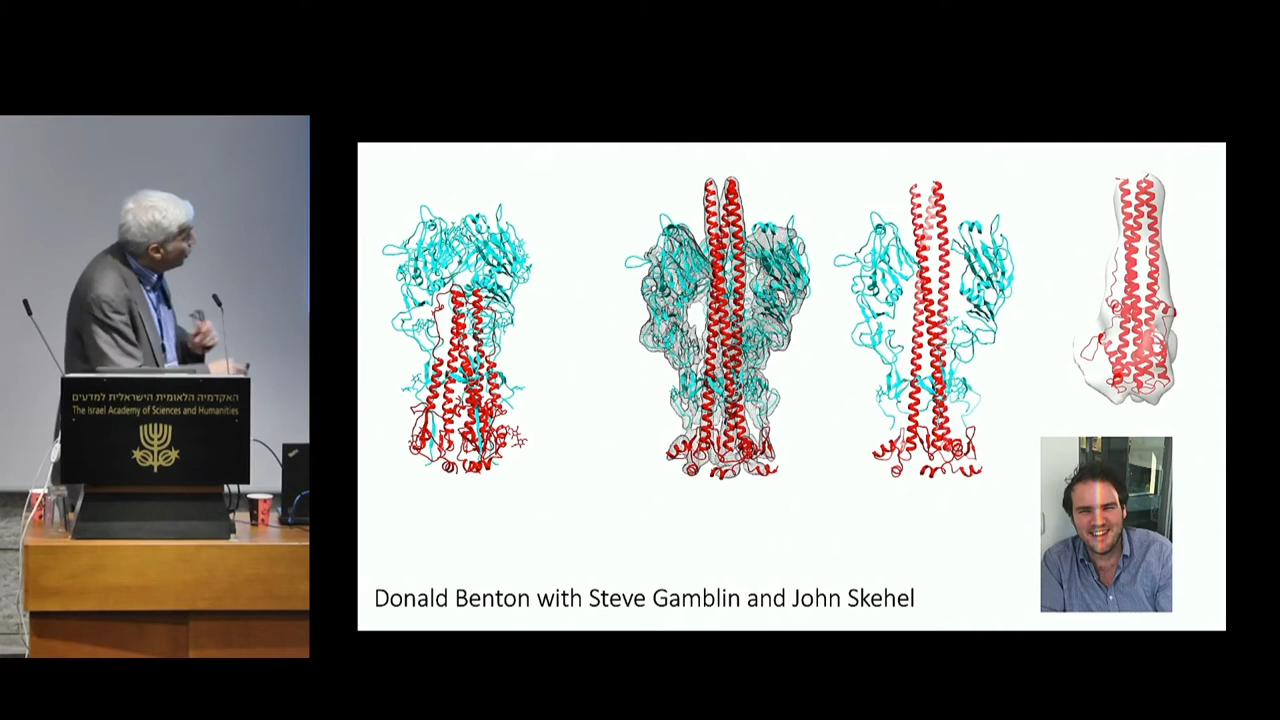 האקדמיה הלאומית הישראלית למדעים
The Israel Academy of Sciences and Humanities
Donald Benton with Steve Gamblin and John Skehel